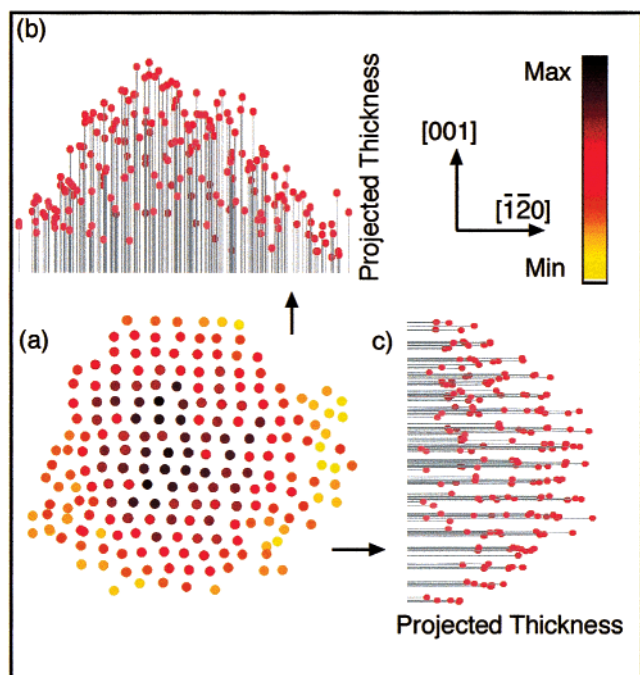 (b)
Projected Thickness
Max
[001]
[1̄2̄0]
Min
(a)
c)
Projected Thickness